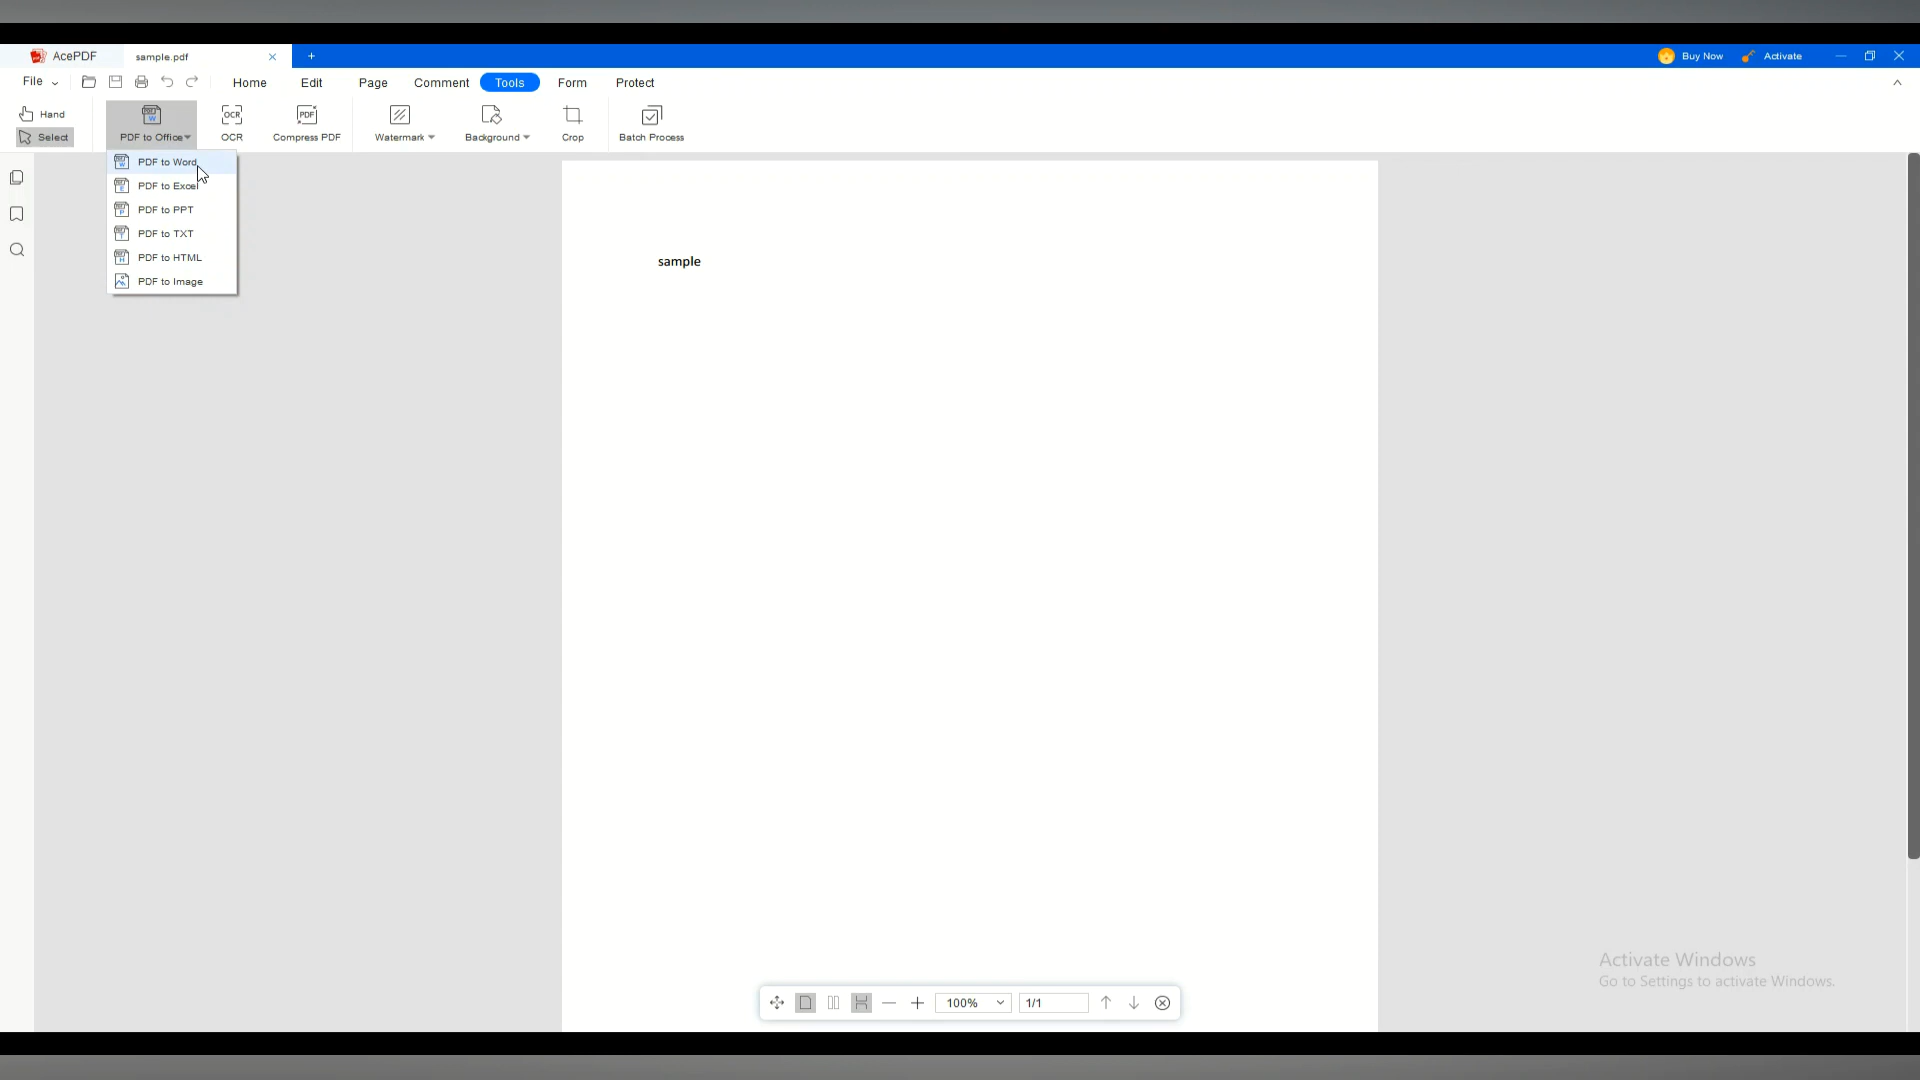 AcePDF
sample.pdf
Buy Now
Activate
File
Home
Edit
Page
Comment
Tools
Form
Protect
Hand
Select
PDF to Office
OCR
OCR
PDF
Compress PDF
Watermark
Background
Crop
Batch Process
PDF to Word
PDF to Excel
PDF to PPT
PDF to TXT
PDF to HTML
PDF to Image
sample
Activate Windows
Go to Settings to activate Windows.
100%
1/1